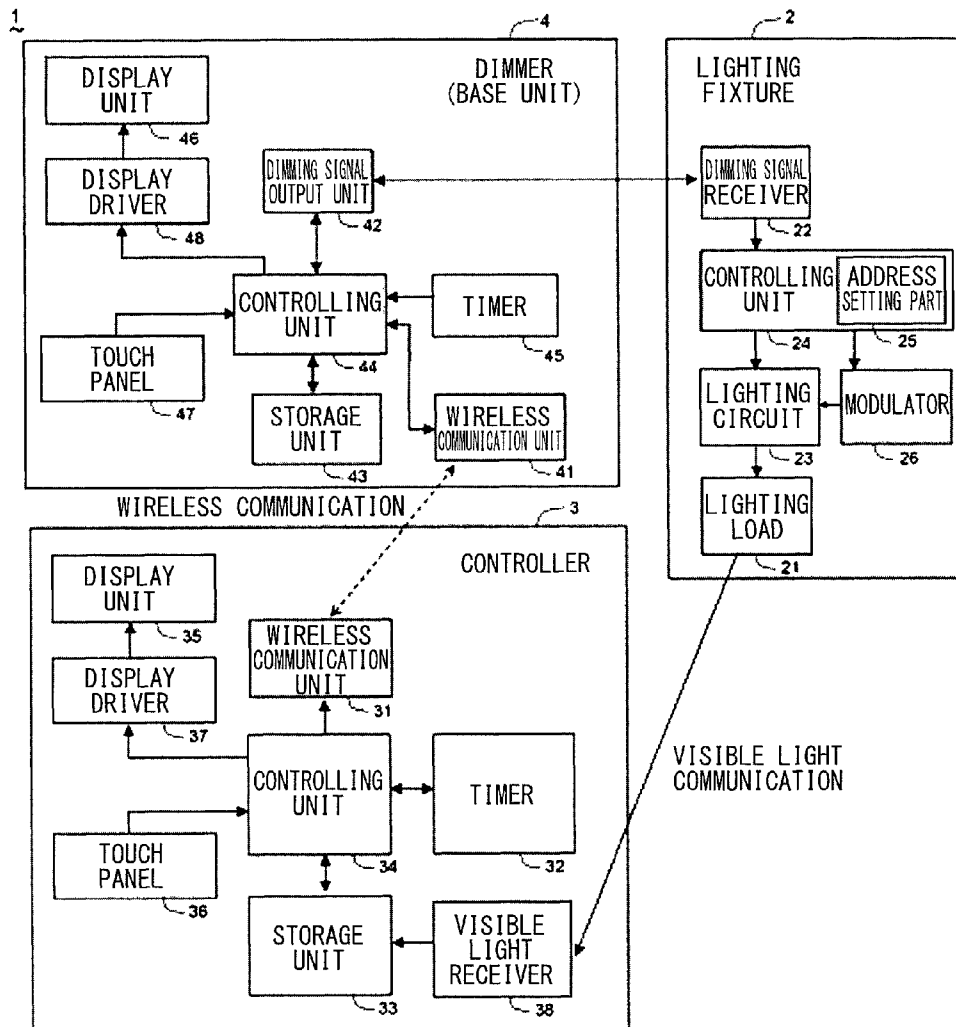 1
4
DIMMER
(BASE UNIT)
DISPLAY
UNIT
46
DISPLAY
DRIVER
48
DIMMING SIGNAL
OUTPUT UNIT
42
CONTROLLING
UNIT
44
TIMER
45
TOUCH
PANEL
47
STORAGE
UNIT
43
WIRELESS
COMMUNICATION UNIT
41
2
LIGHTING
FIXTURE
DIMMING SIGNAL
RECEIVER
22
CONTROLLING
UNIT
24
ADDRESS
SETTING PART
25
LIGHTING
CIRCUIT
23
MODULATOR
26
LIGHTING
LOAD
21
WIRELESS COMMUNICATION
3
CONTROLLER
DISPLAY
UNIT
35
DISPLAY
DRIVER
37
WIRELESS
COMMUNICATION
UNIT
31
CONTROLLING
UNIT
34
TIMER
32
TOUCH
PANEL
36
STORAGE
UNIT
33
VISIBLE
LIGHT
RECEIVER
38
VISIBLE LIGHT
COMMUNICATION